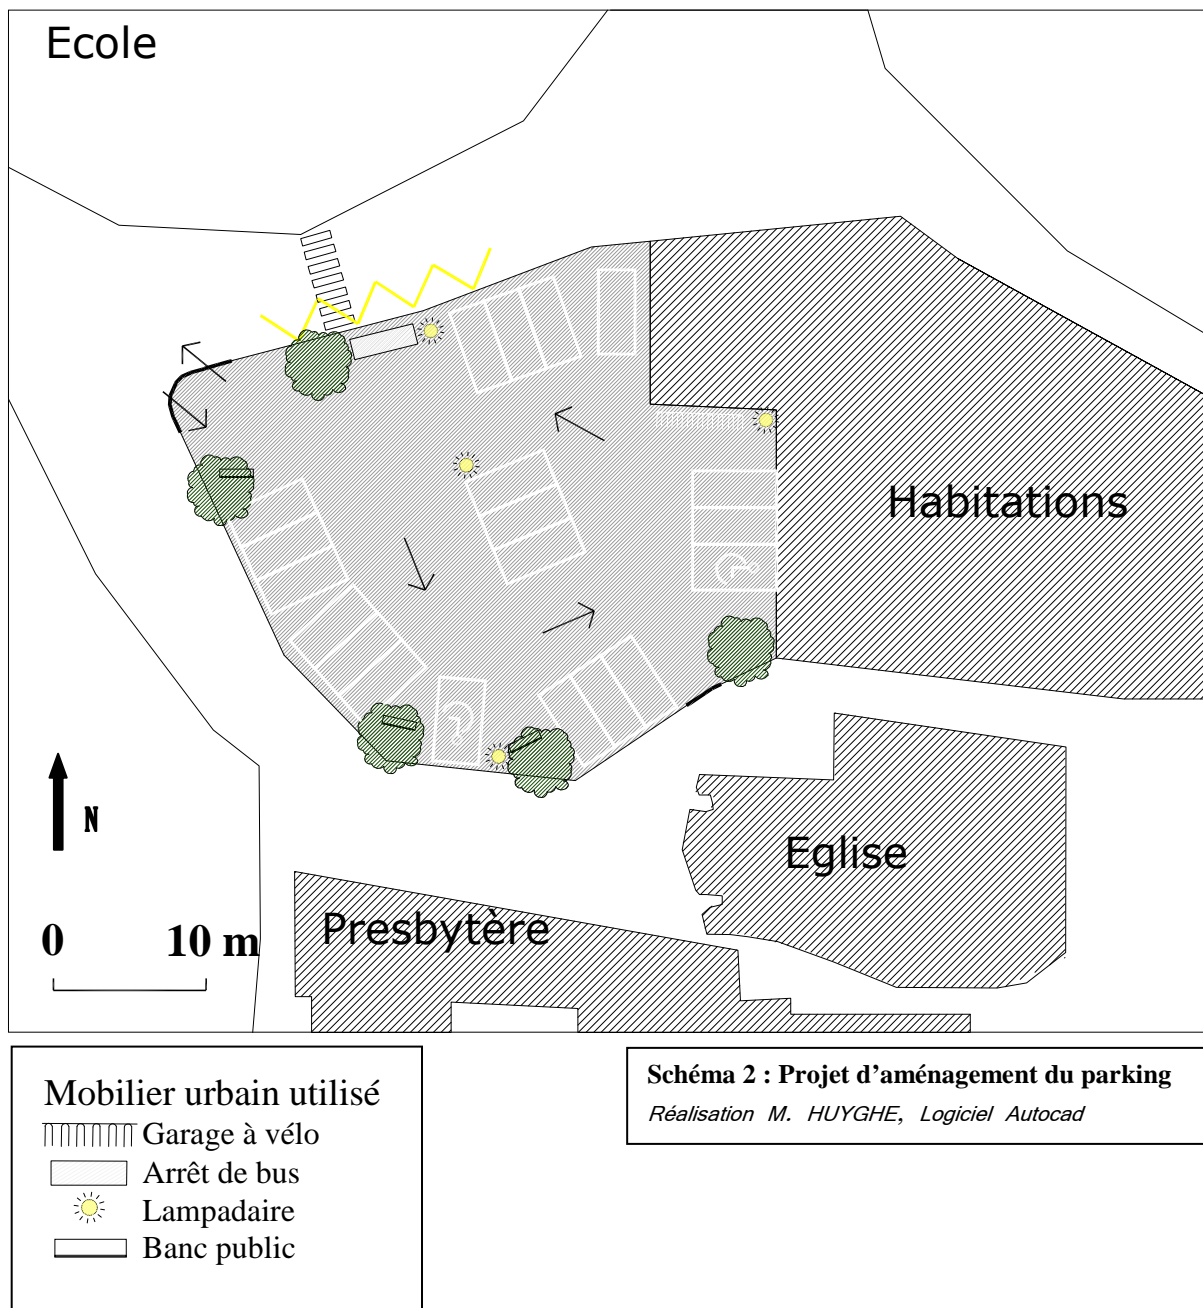 Ecole
Habitations
N
Eglise
Presbytère
0 10 m
Mobilier urbain utilisé
Garage à vélo
Arrêt de bus
Lampadaire
Banc public
Schéma 2 : Projet d’aménagement du parking
Réalisation M. HUYGHE, Logiciel Autocad